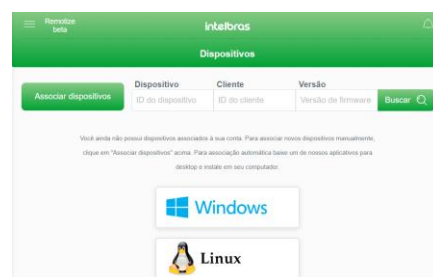 Remotize
beta
intelbras
Dispositivos
Associar dispositivos
Dispositivo
ID do dispositivo
Cliente
ID do cliente
Versão
Versão de firmware
Buscar
Você ainda não possui dispositivos associados à sua conta. Para associar novos dispositivos manualmente,
clique em "Associar dispositivos" acima. Para associação automática baixe um de nossos aplicativos para
desktop e instale em seu computador.
Windows
Linux